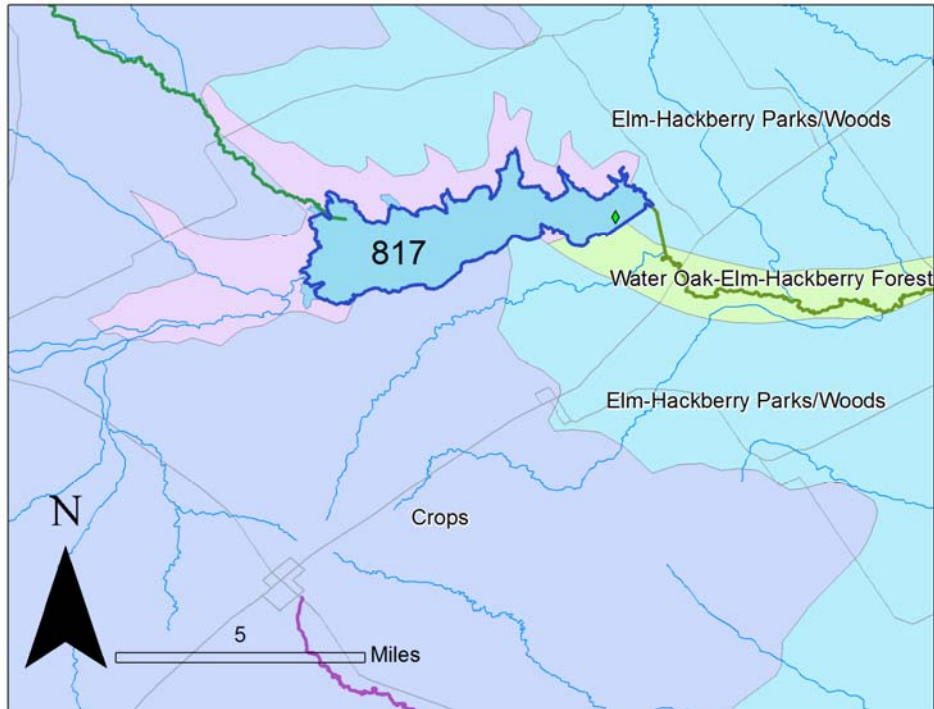 Elm-Hackberry Parks/Woods
817
Water Oak-Elm-Hackberry Forest
Elm-Hackberry Parks/Woods
Crops
N
5
Miles